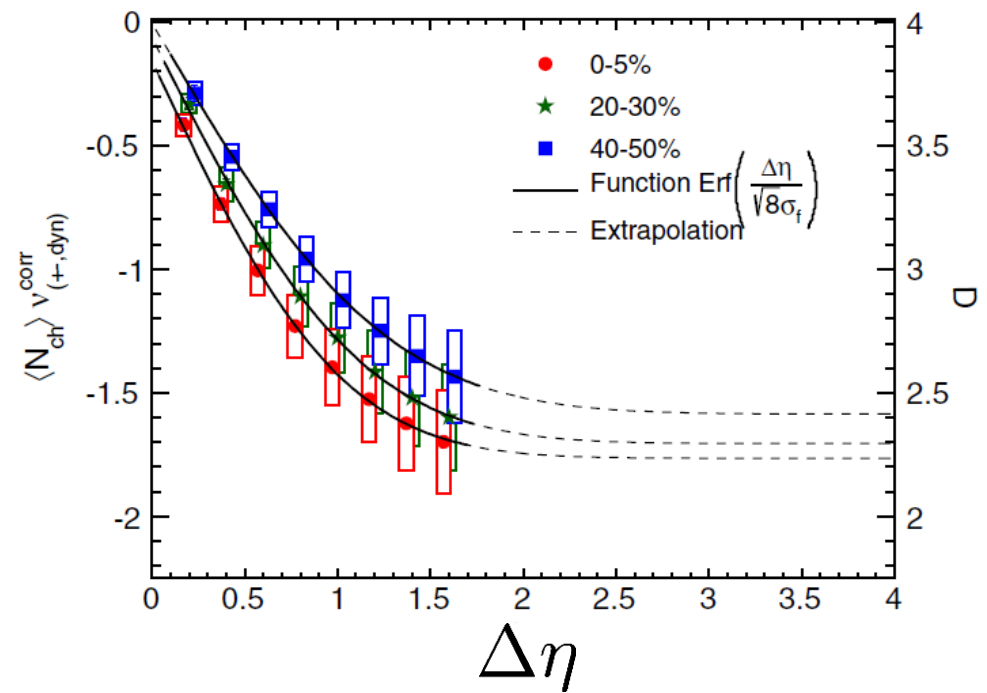 0
-0.5
-1
-1.5
-2
⟨N_ch⟩ ν^corr_(+-,dyn)
0-5%
20-30%
40-50%
Function Erf(Δη/√8σ_f)
Extrapolation
4
3.5
3
2.5
2
D
0 0.5 1 1.5 2 2.5 3 3.5 4
Δη